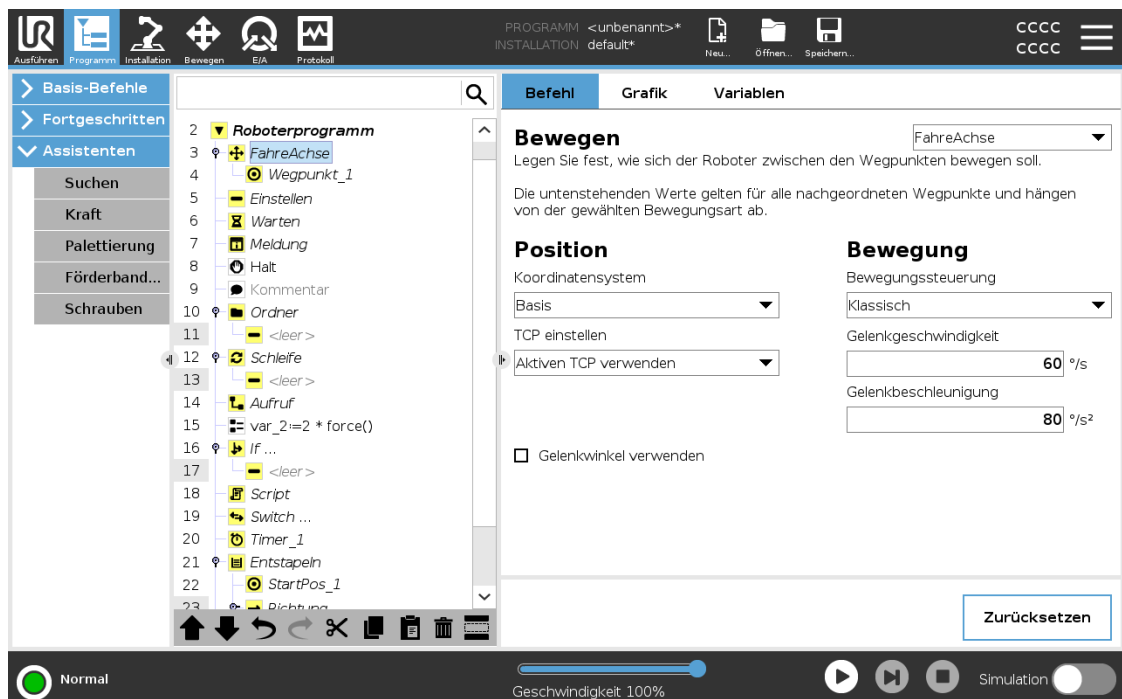 UR
PROGRAMM <unbenannt>*
INSTALLATION default*
Ausführen Programm Installation Bewegen E/A Protokoll
Neu... Öffnen... Speichern...
CCCC
CCCC
Basis-Befehle
Fortgeschritten
Assistenten
Suchen
Kraft
Palettierung
Förderband...
Schrauben
2 Roboterprogramm
3 FahreAchse
4 Wegpunkt_1
5 Einstellen
6 Warten
7 Meldung
8 Halt
9 Kommentar
10 Ordner
11 <leer>
12 Schleife
13 <leer>
14 Aufruf
15 var_2:=2 * force()
16 If ...
17 <leer>
18 Script
19 Switch ...
20 Timer_1
21 Entstapeln
22 StartPos_1
23 Richtung
Befehl Grafik Variablen
Bewegen
FahreAchse
Legen Sie fest, wie sich der Roboter zwischen den Wegpunkten bewegen soll.
Die untenstehenden Werte gelten für alle nachgeordneten Wegpunkte und hängen
von der gewählten Bewegungsart ab.
Position
Koordinatensystem
Basis
TCP einstellen
Aktiven TCP verwenden
Gelenkwinkel verwenden
Bewegung
Bewegungssteuerung
Klassisch
Gelenkgeschwindigkeit
60 °/s
Gelenkbeschleunigung
80 °/s²
Zurücksetzen
Normal
Geschwindigkeit 100%
Simulation